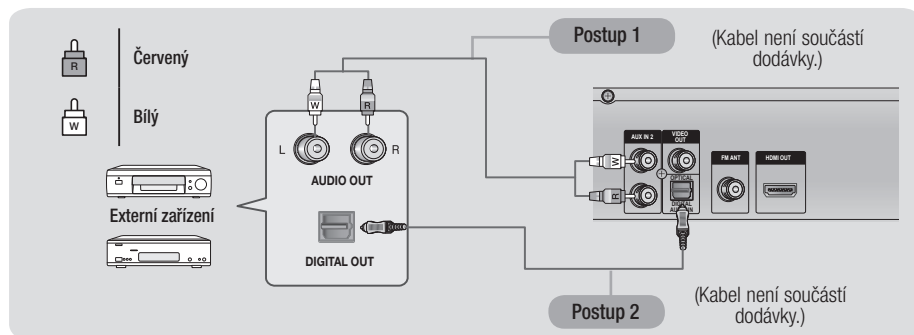 Postup 1
(Kabel není součástí
dodávky.)
R
Červený
W
Bílý
W
R
L
R
AUDIO OUT
Externí zařízení
DIGITAL OUT
AUX IN 2
VIDEO
OUT
FM ANT
HDMI OUT
W
R
OPTICAL
DIGITAL
AUDIO IN
Postup 2
(Kabel není součástí
dodávky.)